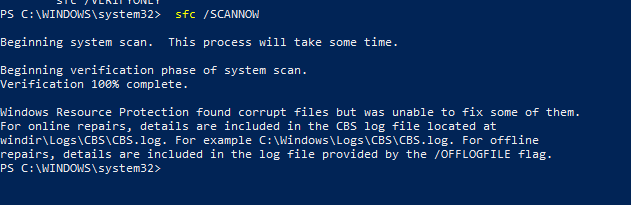 sfc /VERIFYONLY
PS C:\WINDOWS\system32>  sfc /SCANNOW
Beginning system scan.  This process will take some time.
Beginning verification phase of system scan.
Verification 100% complete.
Windows Resource Protection found corrupt files but was unable to fix some of them.
For online repairs, details are included in the CBS log file located at
windir\Logs\CBS\CBS.log. For example C:\Windows\Logs\CBS\CBS.log. For offline
repairs, details are included in the log file provided by the /OFFLOGFILE flag.
PS C:\WINDOWS\system32>